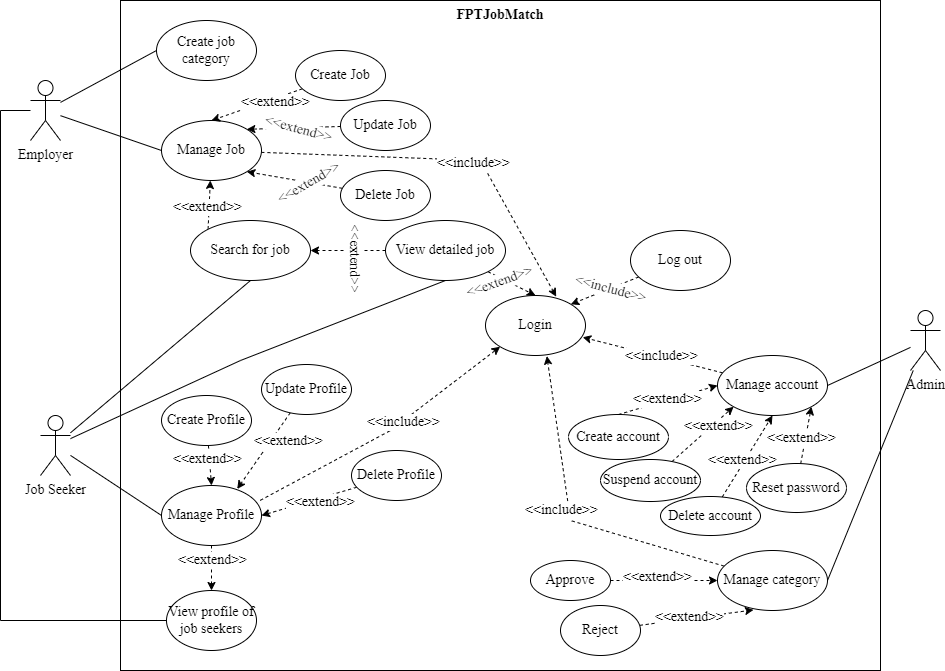 FPTJobMatch
Create job
category
Create Job
<<extend>>
Employer
Update Job
<<extend>>
Manage Job
<<include>>
<<extend>>
Delete Job
<<extend>>
Search for job
<<extend>>
View detailed job
<<extend>>
Log out
<<include>>
Login
<<include>>
Manage account
Admin
Update Profile
Create Profile
<<include>>
<<extend>>
Create account
<<extend>>
<<extend>>
<<extend>>
<<extend>>
<<extend>>
Job Seeker
Delete Profile
Suspend account
Reset password
<<extend>>
Manage Profile
Delete account
<<include>>
<<extend>>
Approve
<<extend>>
Manage category
View profile of
job seekers
<<extend>>
Reject